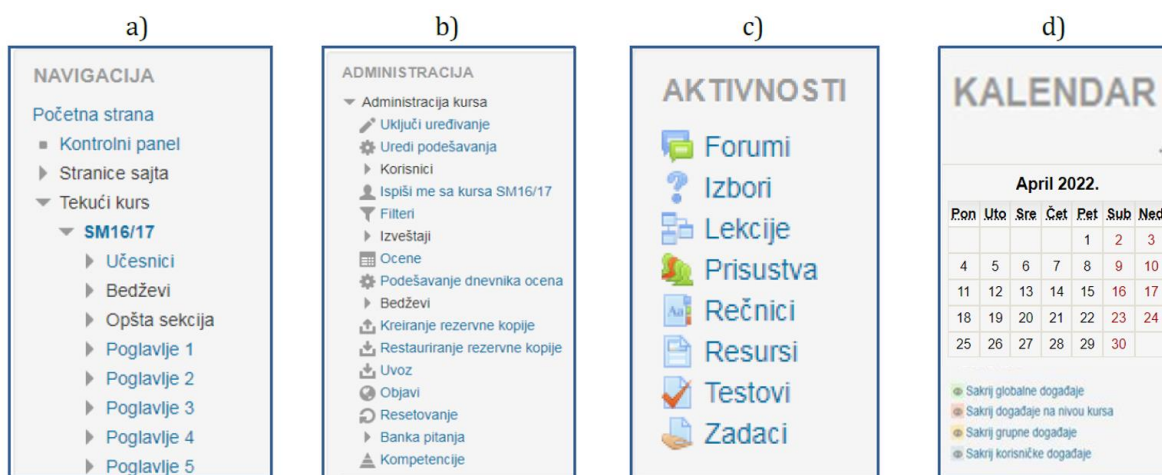 a)
NAVIGACIJA
Početna strana
Kontrolni panel
Stranice sajta
Tekući kurs
SM16/17
Učesnici
Bedževi
Opšta sekcija
Poglavlje 1
Poglavlje 2
Poglavlje 3
Poglavlje 4
Poglavlje 5
b)
ADMINISTRACIJA
Administracija kursa
Uključi uređivanje
Uredi podešavanja
Korisnici
Ispiši me sa kursa SM16/17
Filteri
Izveštaji
Ocene
Podešavanje dnevnika ocena
Bedževi
Kreiranje rezervne kopije
Restauriranje rezervne kopije
Uvoz
Objavi
Resetovanje
Banka pitanja
Kompetencije
c)
AKTIVNOSTI
Forumi
Izbori
Lekcije
Prisustva
Rečnici
Resursi
Testovi
Zadaci
d)
KALENDAR
April 2022.
Pon Uto Sre Čet Pet Sub Ned
1 2 3
4 5 6 7 8 9 10
11 12 13 14 15 16 17
18 19 20 21 22 23 24
25 26 27 28 29 30
Sakrij globalne događaje
Sakrij događaje na nivou kursa
Sakrij grupne događaje
Sakrij korisničke događaje